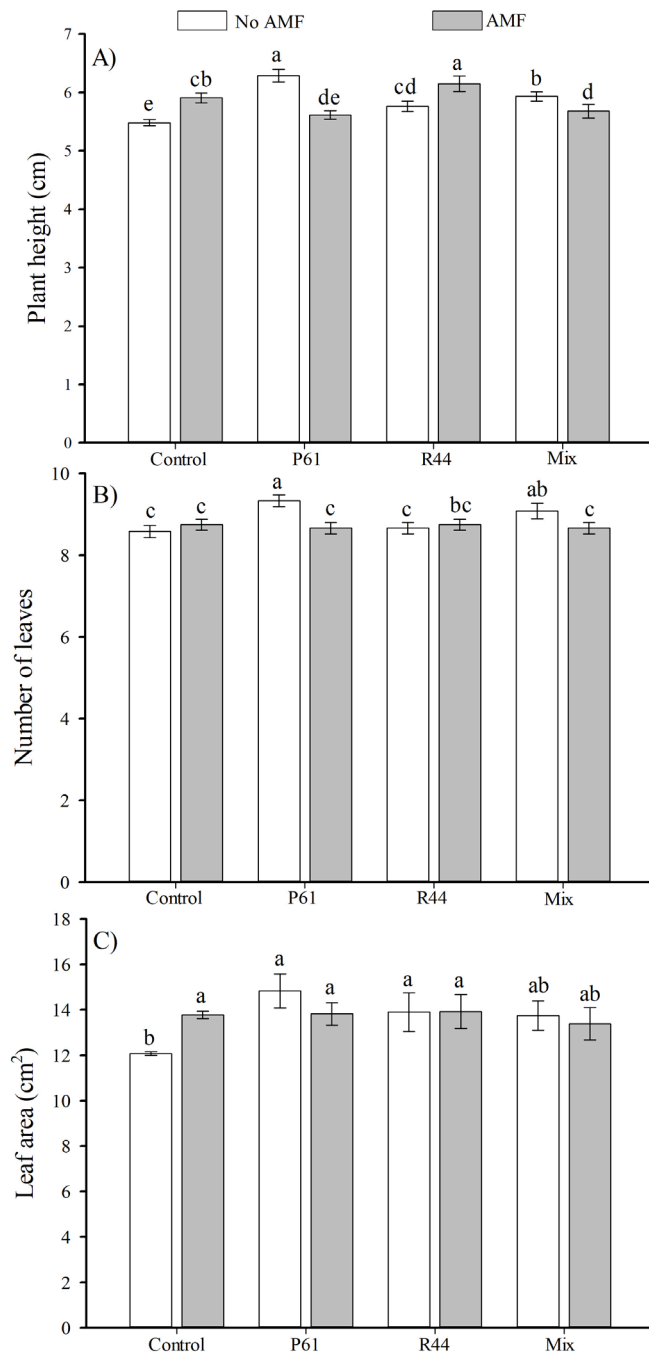 No AMF AMF
A)
Plant height (cm)
7
6
5
4
3
2
1
0
e cb a de cd a b d
Control P61 R44 Mix
B)
Number of leaves
10
8
6
4
2
0
c c a c c bc ab c
Control P61 R44 Mix
C)
Leaf area (cm²)
18
16
14
12
10
8
6
4
2
0
b a a a a a ab ab
Control P61 R44 Mix